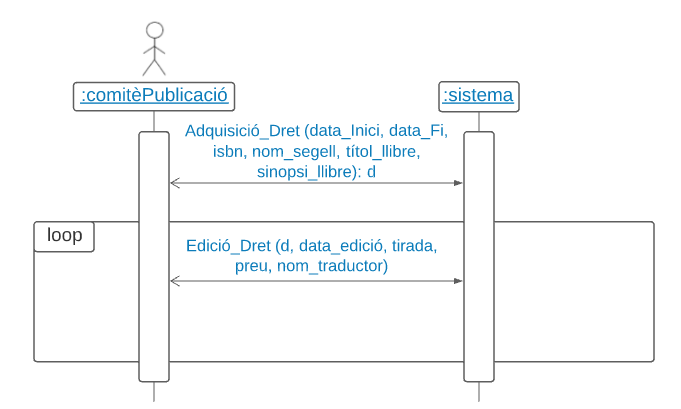 :comitèPublicació
:sistema
Adquisició_Dret (data_Inici, data_Fi,
isbn, nom_segell, títol_llibre,
sinopsi_llibre): d
loop
Edició_Dret (d, data_edició, tirada,
preu, nom_traductor)